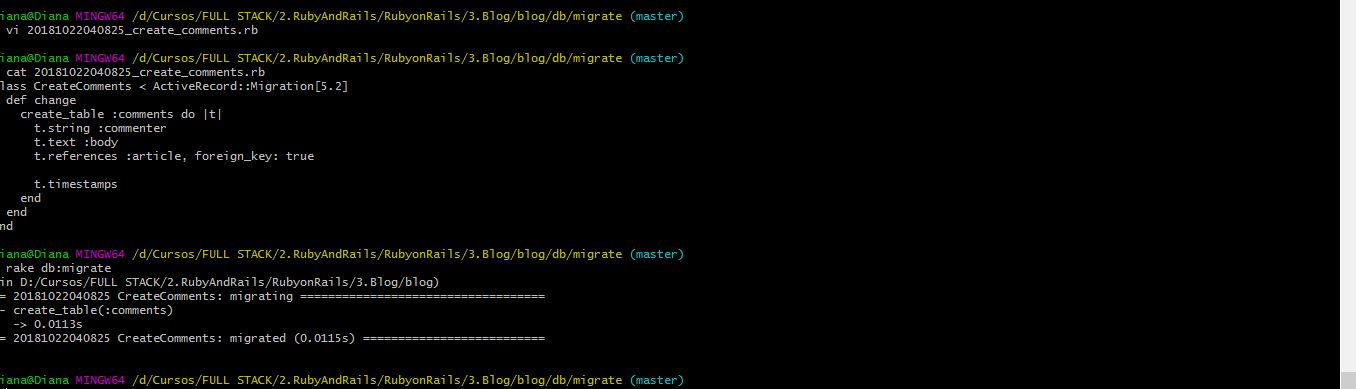 iana@Diana MINGW64 /d/Cursos/FULL STACK/2.RubyAndRails/RubyonRails/3.Blog/blog/db/migrate (master)
vi 20181022040825_create_comments.rb
iana@Diana MINGW64 /d/Cursos/FULL STACK/2.RubyAndRails/RubyonRails/3.Blog/blog/db/migrate (master)
cat 20181022040825_create_comments.rb
lass CreateComments < ActiveRecord::Migration[5.2]
def change
create_table :comments do |t|
t.string :commenter
t.text :body
t.references :article, foreign_key: true
t.timestamps
end
end
nd
iana@Diana MINGW64 /d/Cursos/FULL STACK/2.RubyAndRails/RubyonRails/3.Blog/blog/db/migrate (master)
rake db:migrate
in D:/Cursos/FULL STACK/2.RubyAndRails/RubyonRails/3.Blog/blog)
= 20181022040825 CreateComments: migrating ===================================
- create_table(:comments)
-> 0.0113s
= 20181022040825 CreateComments: migrated (0.0115s) ==========================
iana@Diana MINGW64 /d/Cursos/FULL STACK/2.RubyAndRails/RubyonRails/3.Blog/blog/db/migrate (master)